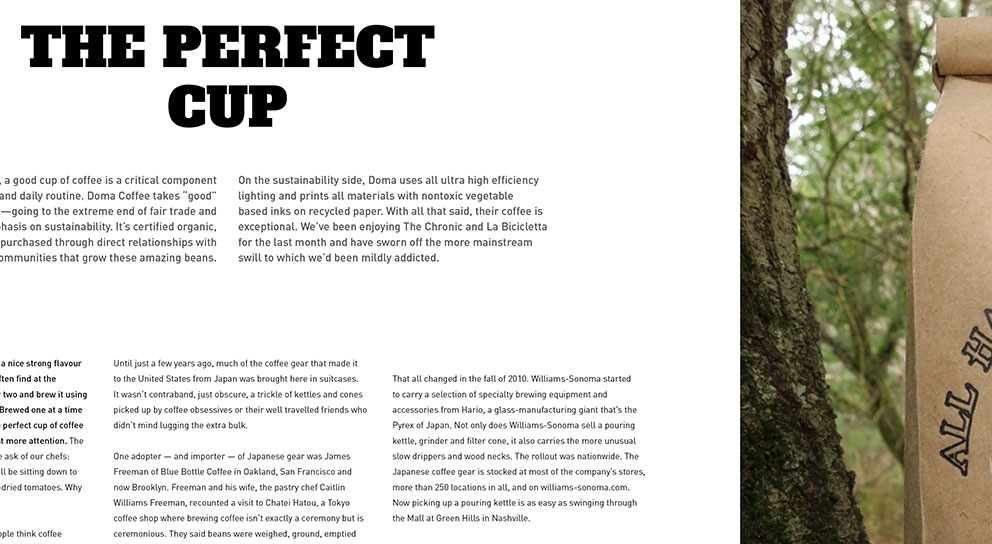 THE PERFECT
CUP
, a good cup of coffee is a critical component
and daily routine. Doma Coffee takes “good”
—going to the extreme end of fair trade and
phasis on sustainability. It’s certified organic,
purchased through direct relationships with
ommunities that grow these amazing beans.
On the sustainability side, Doma uses all ultra high efficiency
lighting and prints all materials with nontoxic vegetable
based inks on recycled paper. With all that said, their coffee is
exceptional. We’ve been enjoying The Chronic and La Bicicletta
for the last month and have sworn off the more mainstream
swill to which we’d been mildly addicted.
a nice strong flavour
ften find at the
two and brew it using
Brewed one at a time
perfect cup of coffee
st more attention. The
e ask of our chefs:
ll be sitting down to
-dried tomatoes. Why
ople think coffee
Until just a few years ago, much of the coffee gear that made it
to the United States from Japan was brought here in suitcases.
It wasn’t contraband, just obscure, a trickle of kettles and cones
picked up by coffee obsessives or their well travelled friends who
didn’t mind lugging the extra bulk.
One adopter — and importer — of Japanese gear was James
Freeman of Blue Bottle Coffee in Oakland, San Francisco and
now Brooklyn. Freeman and his wife, the pastry chef Caitlin
Williams Freeman, recounted a visit to Chatei Hatou, a Tokyo
coffee shop where brewing coffee isn’t exactly a ceremony but is
ceremonious. They said beans were weighed, ground, emptied
That all changed in the fall of 2010. Williams-Sonoma started
to carry a selection of specialty brewing equipment and
accessories from Hario, a glass-manufacturing giant that’s the
Pyrex of Japan. Not only does Williams-Sonoma sell a pouring
kettle, grinder and filter cone, it also carries the more unusual
slow drippers and wood necks. The rollout was nationwide. The
Japanese coffee gear is stocked at most of the company’s stores,
more than 250 locations in all, and on williams-sonoma.com.
Now picking up a pouring kettle is as easy as swinging through
the Mall at Green Hills in Nashville.
ALL HA